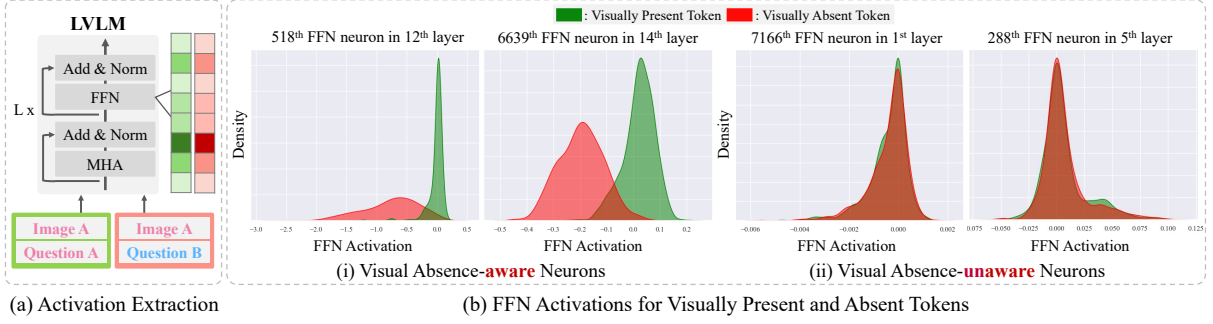 LVLM
Add & Norm
FFN
L x
Add & Norm
MHA
Image A
Question A
Image A
Question B
(a) Activation Extraction
: Visually Present Token : Visually Absent Token
518th FFN neuron in 12th layer
Density
−3.0 −2.5 −2.0 −1.5 −1.0 −0.5 0.0 0.5
FFN Activation
6639th FFN neuron in 14th layer
−0.5 −0.4 −0.3 −0.2 −0.1 0.0 0.1 0.2
FFN Activation
(i) Visual Absence-aware Neurons
7166th FFN neuron in 1st layer
Density
−0.006 −0.004 −0.002 0.000 0.002
FFN Activation
288th FFN neuron in 5th layer
0.075 −0.050 −0.025 0.000 0.025 0.050 0.075 0.100 0.125
FFN Activation
(ii) Visual Absence-unaware Neurons
(b) FFN Activations for Visually Present and Absent Tokens